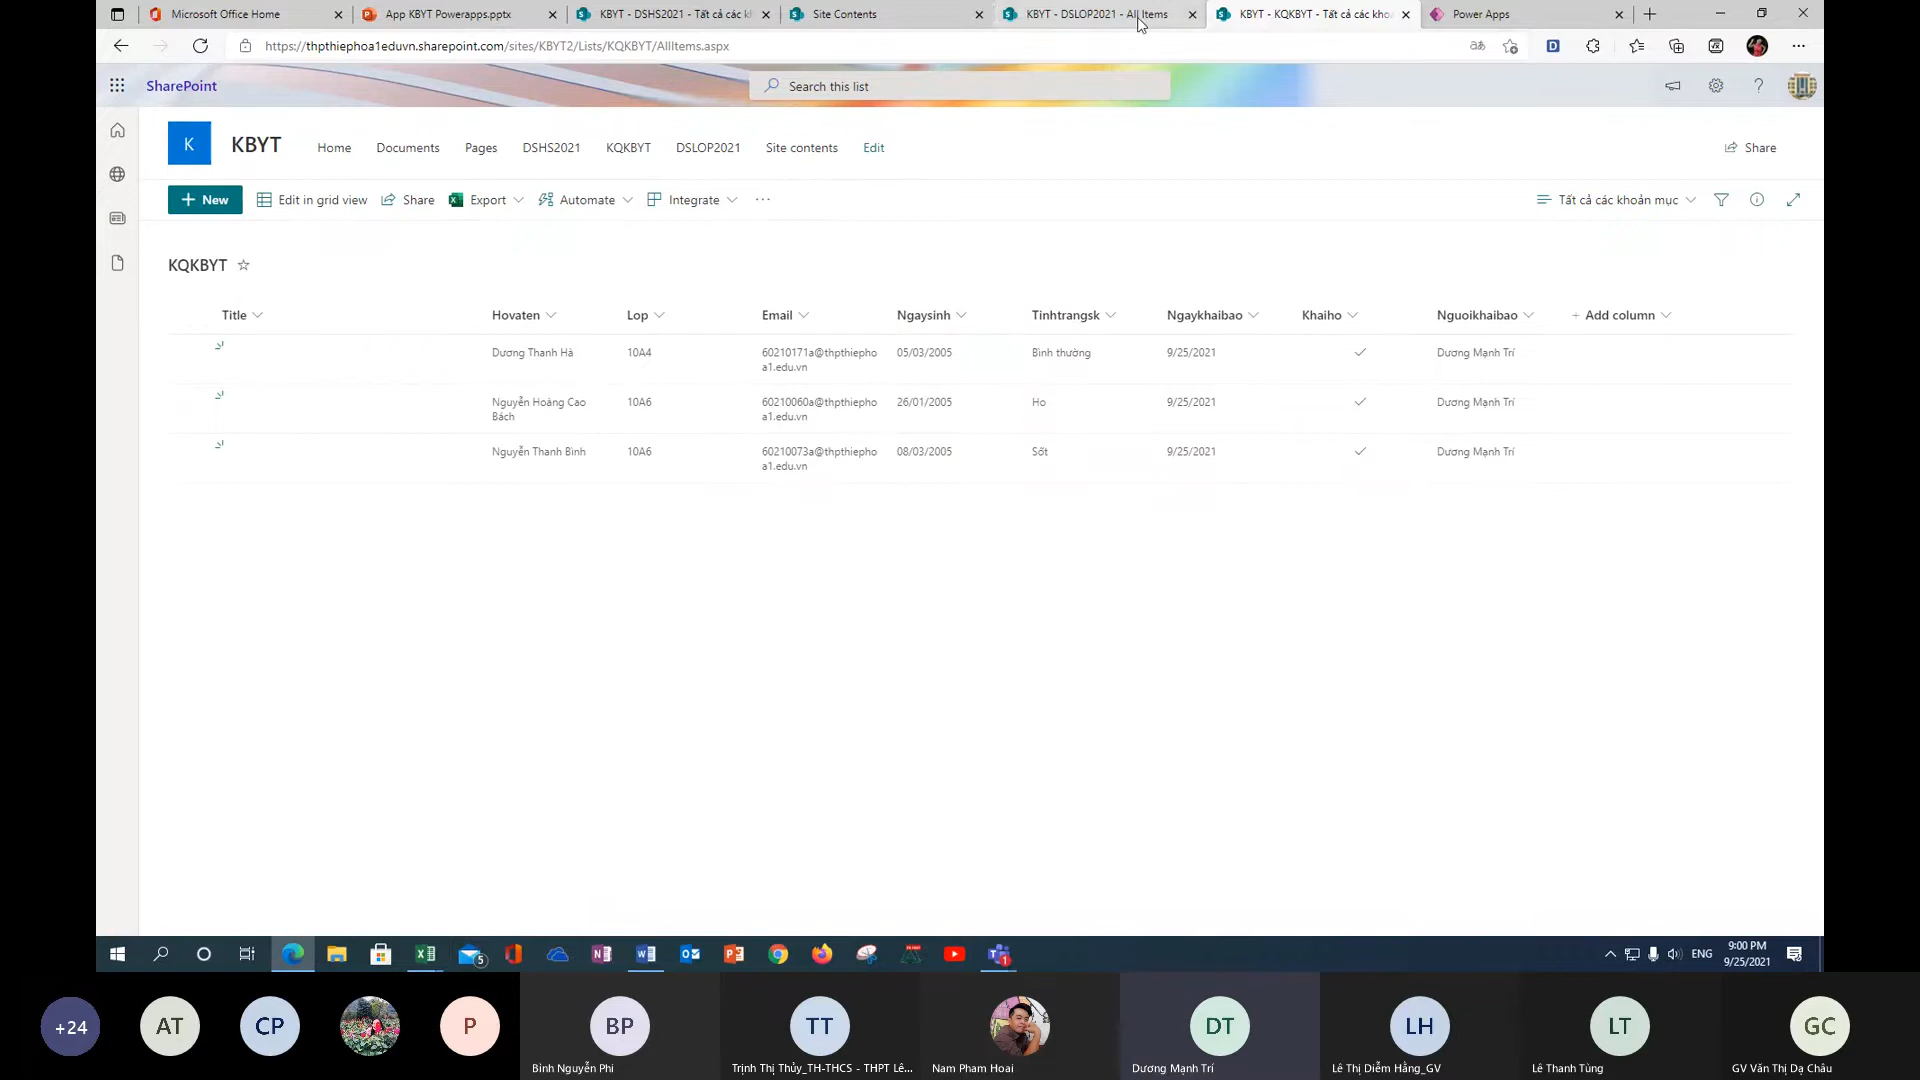 Microsoft Office Home
App KBYT Powerapps.pptx
KBYT - DSHS2021 - Tất cả các kl
Site Contents
KBYT - DSLOP2021 - All Items
KBYT - KQKBYT - Tất cả các kho
Power Apps
https://thpthiephoa1eduvn.sharepoint.com/sites/KBYT2/Lists/KQKBYT/AllItems.aspx
SharePoint
Search this list
K
KBYT
Home
Documents
Pages
DSHS2021
KQKBYT
DSLOP2021
Site contents
Edit
Share
New
Edit in grid view
Share
Export
Automate
Integrate
Tất cả các khoản mục
KQKBYT
Title Hovaten Lop Email Ngaysinh Tinhtrangsk Ngaykhaibao Khaiho Nguoikhaibao + Add column
Dương Thanh Hà 10A4 60210171a@thpthiepho 05/03/2005 Bình thường 9/25/2021 Dương Mạnh Trí
a1.edu.vn
Nguyễn Hoàng Cao 10A6 60210060a@thpthiepho 26/01/2005 Ho 9/25/2021 Dương Mạnh Trí
Bách a1.edu.vn
Nguyễn Thanh Bình 10A6 60210073a@thpthiepho 08/03/2005 Sốt 9/25/2021 Dương Mạnh Trí
a1.edu.vn
5
1
ENG
9:00 PM
9/25/2021
+24
AT
CP
P
BP
TT
DT
LH
LT
GC
Bình Nguyễn Phi
Trịnh Thị Thủy_TH-THCS - THPT Lê...
Nam Pham Hoai
Dương Mạnh Trí
Lê Thị Diễm Hằng_GV
Lê Thanh Tùng
GV Văn Thị Dạ Châu